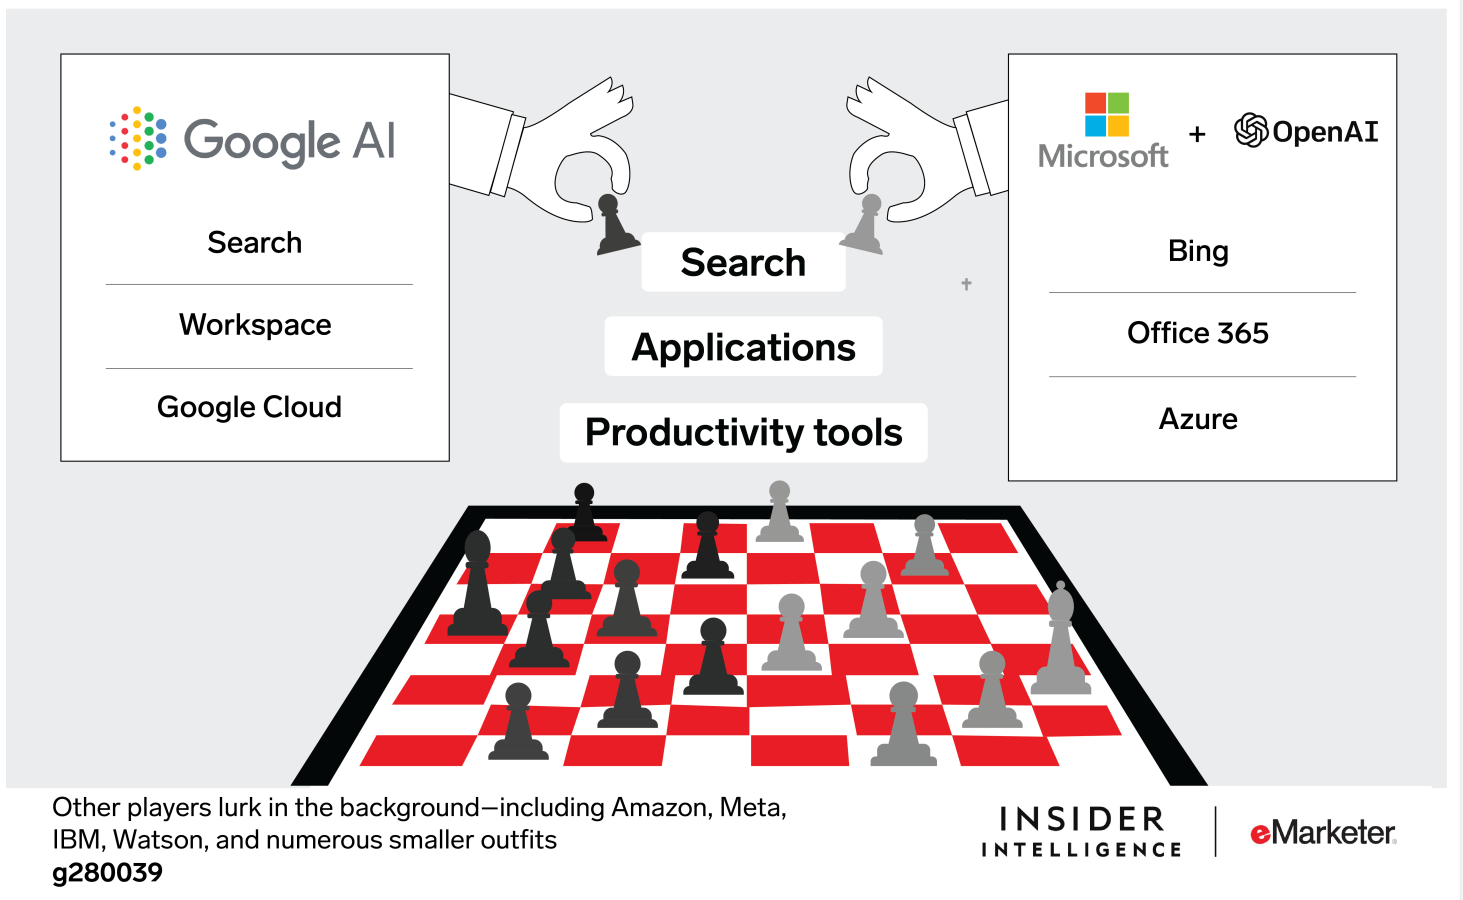 Google AI
Search
Workspace
Google Cloud
Search
Applications
Productivity tools
Microsoft + OpenAI
Bing
Office 365
Azure
Other players lurk in the background—including Amazon, Meta,
IBM, Watson, and numerous smaller outfits
g280039
INSIDER
INTELLIGENCE
eMarketer